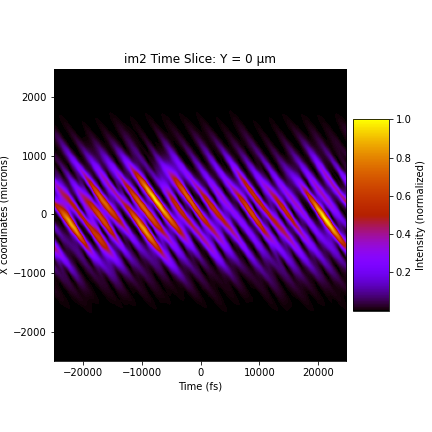 im2 Time Slice: Y = 0 μm
2000
1000
0
−1000
−2000
X coordinates (microns)
−20000 −10000 0 10000 20000
Time (fs)
1.0
0.8
0.6
0.4
0.2
Intensity (normalized)